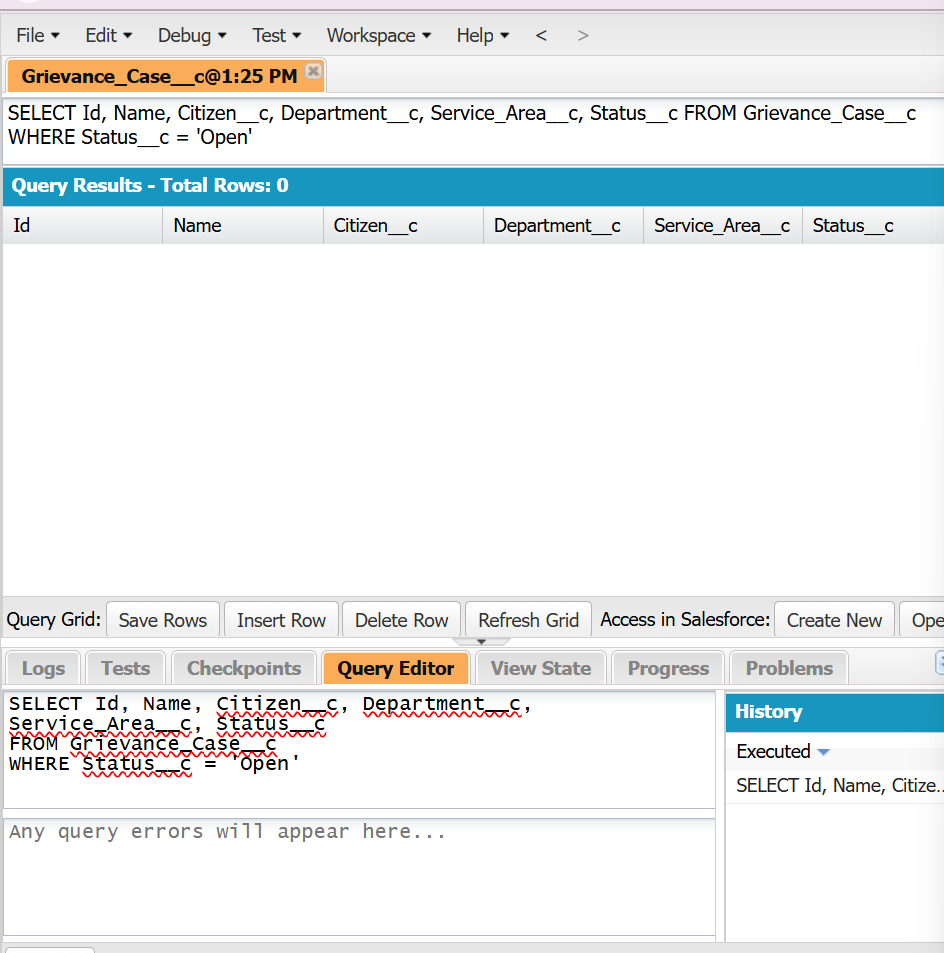 File Edit Debug Test Workspace Help < >
Grievance_Case__c@1:25 PM
SELECT Id, Name, Citizen__c, Department__c, Service_Area__c, Status__c FROM Grievance_Case__c
WHERE Status__c = 'Open'
Query Results - Total Rows: 0
Id Name Citizen__c Department__c Service_Area__c Status__c
Query Grid: Save Rows Insert Row Delete Row Refresh Grid Access in Salesforce: Create New Ope
Logs Tests Checkpoints Query Editor View State Progress Problems
SELECT Id, Name, Citizen__c, Department__c,
Service_Area__c, Status__c
FROM Grievance_Case__c
WHERE Status__c = 'Open'
Any query errors will appear here...
History
Executed
SELECT Id, Name, Citize..